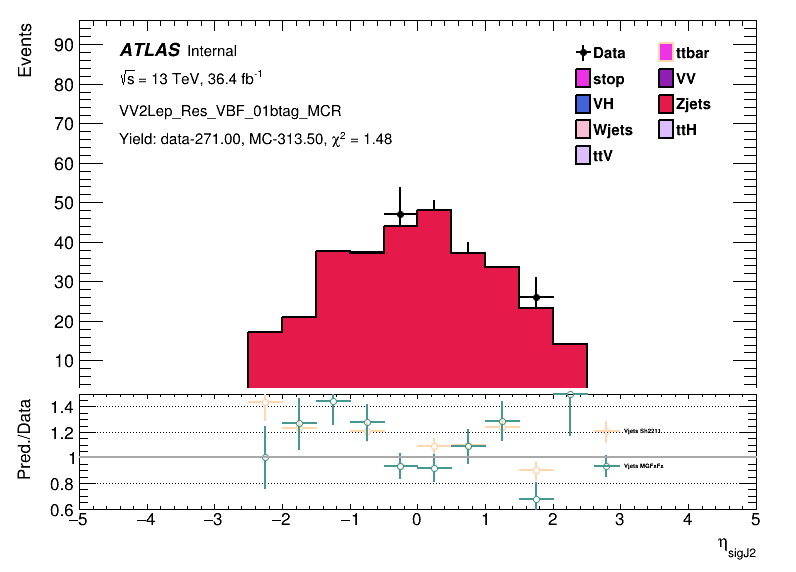 Events
90
80
70
60
50
40
30
20
10
ATLAS Internal
√s = 13 TeV, 36.4 fb⁻¹
VV2Lep_Res_VBF_01btag_MCR
Yield: data-271.00, MC-313.50, χ² = 1.48
Data ttbar
stop VV
VH Zjets
Wjets ttH
ttV
Pred./Data
1.4
1.2
1
0.8
0.6
Vjets Sh2211
Vjets MGFxFx
−5 −4 −3 −2 −1 0 1 2 3 4 5
η sigJ2